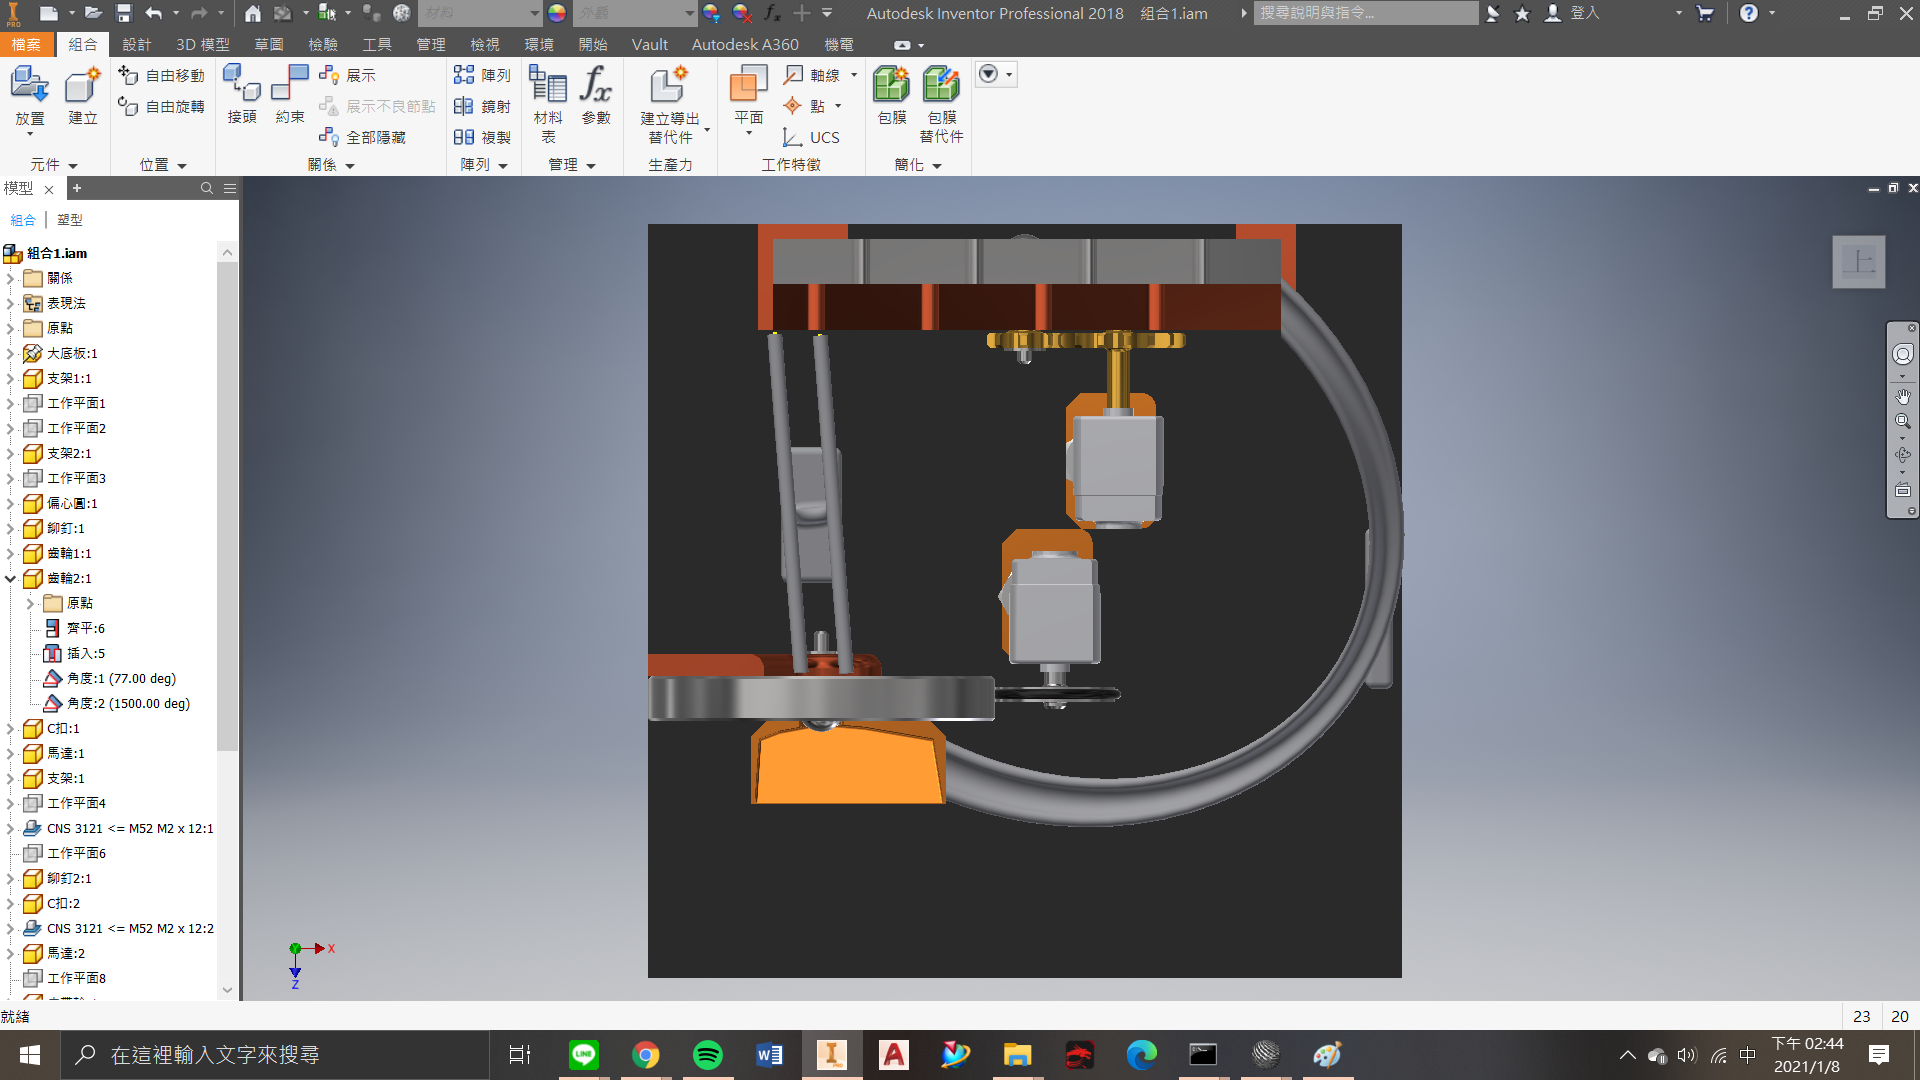 材料
外觀
Autodesk Inventor Professional 2018 組合1.iam
搜尋說明與指令...
登入
檔案 組合 設計 3D 模型 草圖 檢驗 工具 管理 檢視 環境 開始 Vault Autodesk A360 機電
放置
建立
自由移動
自由旋轉
接頭
約束
展示
展示不良節點
全部隱藏
陣列
鏡射
複製
材料表
參數
建立導出
替代件
平面
軸線
點
UCS
包膜
包膜
替代件
元件 位置 關係 陣列 管理 生產力 工作特徵 簡化
模型
組合 塑型
組合1.iam
關係
表現法
原點
大底板:1
支架1:1
工作平面1
工作平面2
支架2:1
工作平面3
偏心圓:1
鉚釘:1
齒輪1:1
齒輪2:1
原點
齊平:6
插入:5
角度:1 (77.00 deg)
角度:2 (1500.00 deg)
C扣:1
馬達:1
支架:1
工作平面4
CNS 3121 <= M52 M2 x 12:1
工作平面6
鉚釘2:1
C扣:2
CNS 3121 <= M52 M2 x 12:2
馬達:2
工作平面8
X
Z
就緒
23 20
在這裡輸入文字來搜尋
LINE
中
下午 02:44
2021/1/8